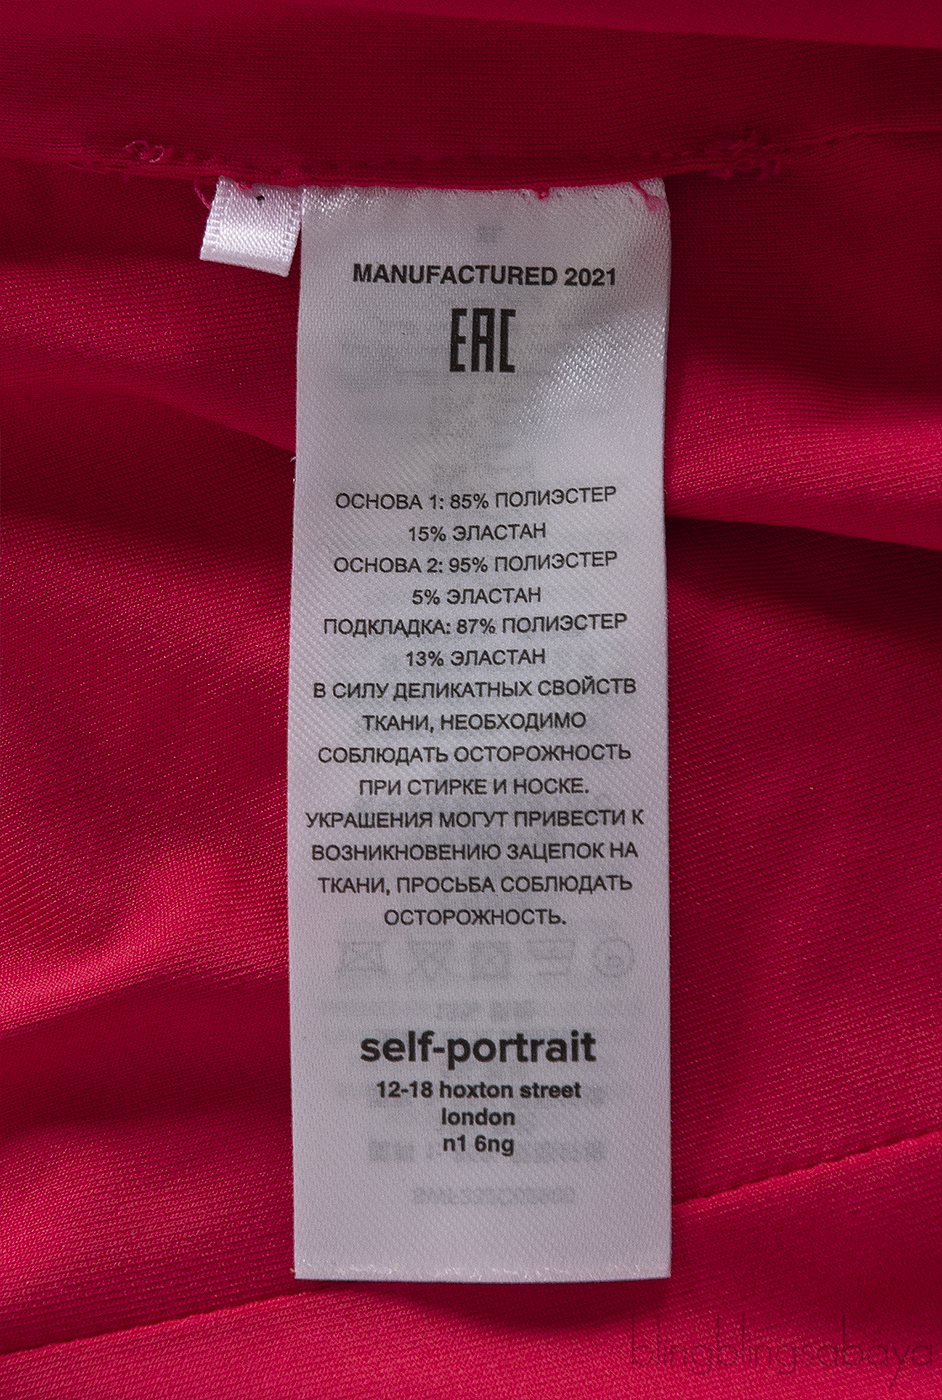 MANUFACTURED 2021
EAC
ОСНОВА 1: 85% ПОЛИЭСТЕР
15% ЭЛАСТАН
ОСНОВА 2: 95% ПОЛИЭСТЕР
5% ЭЛАСТАН
ПОДКЛАДКА: 87% ПОЛИЭСТЕР
13% ЭЛАСТАН
В СИЛУ ДЕЛИКАТНЫХ СВОЙСТВ
ТКАНИ, НЕОБХОДИМО
СОБЛЮДАТЬ ОСТОРОЖНОСТЬ
ПРИ СТИРКЕ И НОСКЕ.
УКРАШЕНИЯ МОГУТ ПРИВЕСТИ К
ВОЗНИКНОВЕНИЮ ЗАЦЕПОК НА
ТКАНИ, ПРОСЬБА СОБЛЮДАТЬ
ОСТОРОЖНОСТЬ.
self-portrait
12-18 hoxton street
london
n1 6ng
blingblingsabaya